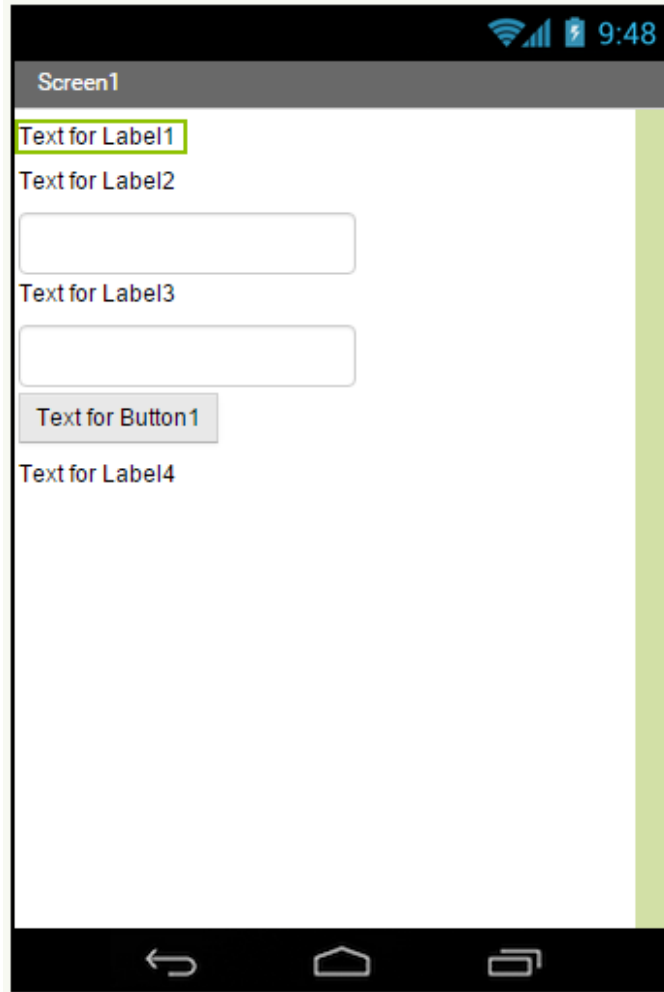 9:48
Screen1
Text for Label1
Text for Label2
Text for Label3
Text for Button1
Text for Label4